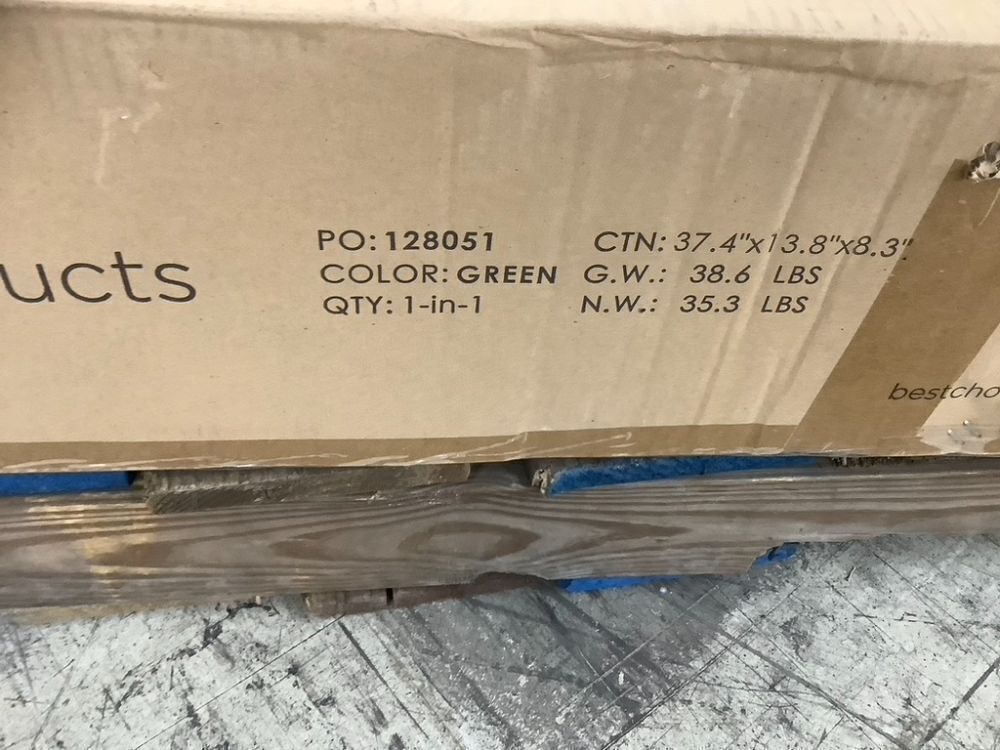 ucts
PO: 128051
COLOR: GREEN
QTY: 1-in-1
CTN: 37.4"x13.8"x8.3"
G.W.: 38.6 LBS
N.W.: 35.3 LBS
bestcho